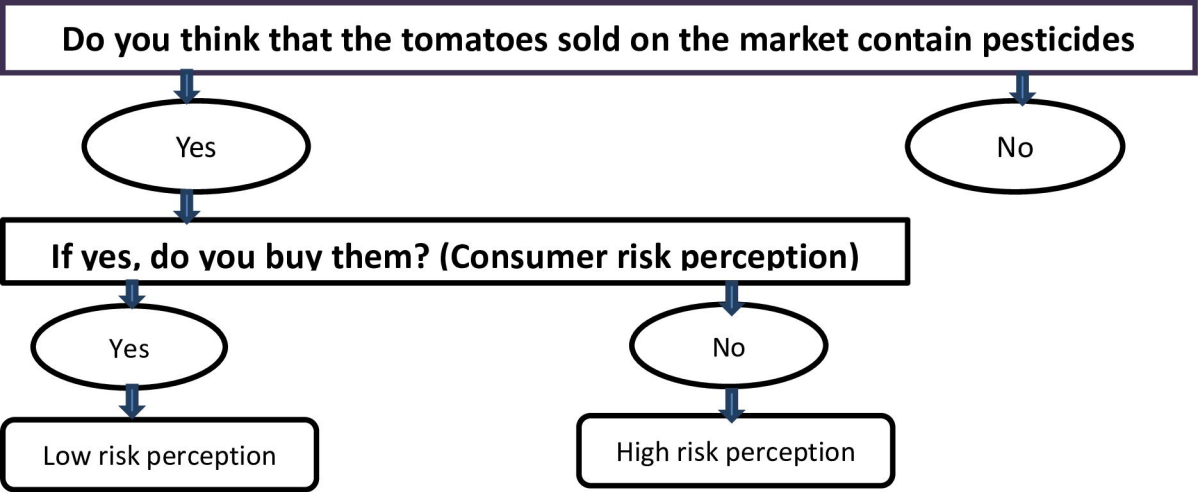 Do you think that the tomatoes sold on the market contain pesticides
Yes
No
If yes, do you buy them? (Consumer risk perception)
Yes
No
Low risk perception
High risk perception